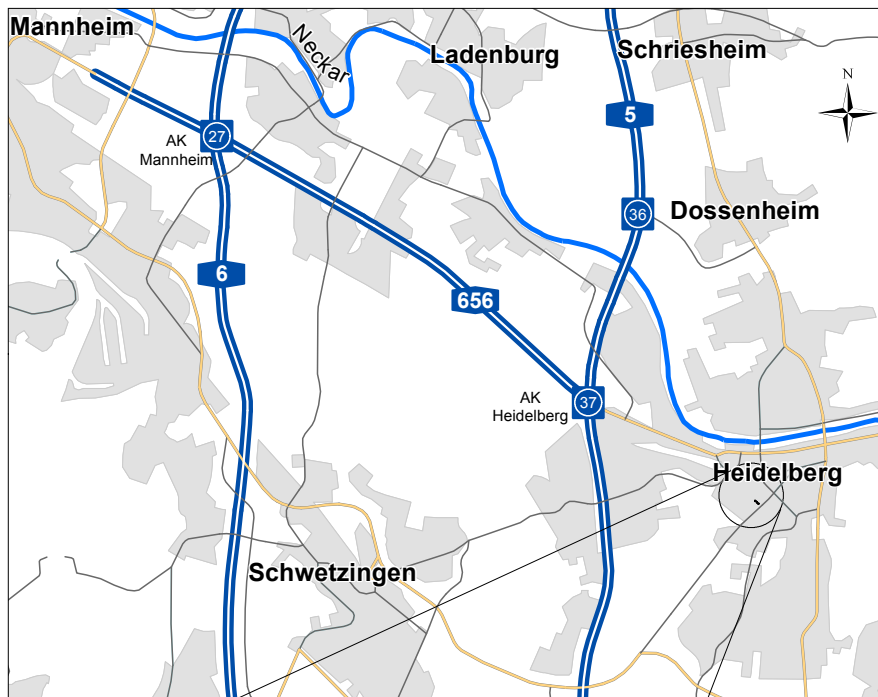 Mannheim
Neckar
Ladenburg
Schriesheim
N
5
27
AK
Mannheim
36
Dossenheim
6
656
AK
Heidelberg
37
Heidelberg
Schwetzingen